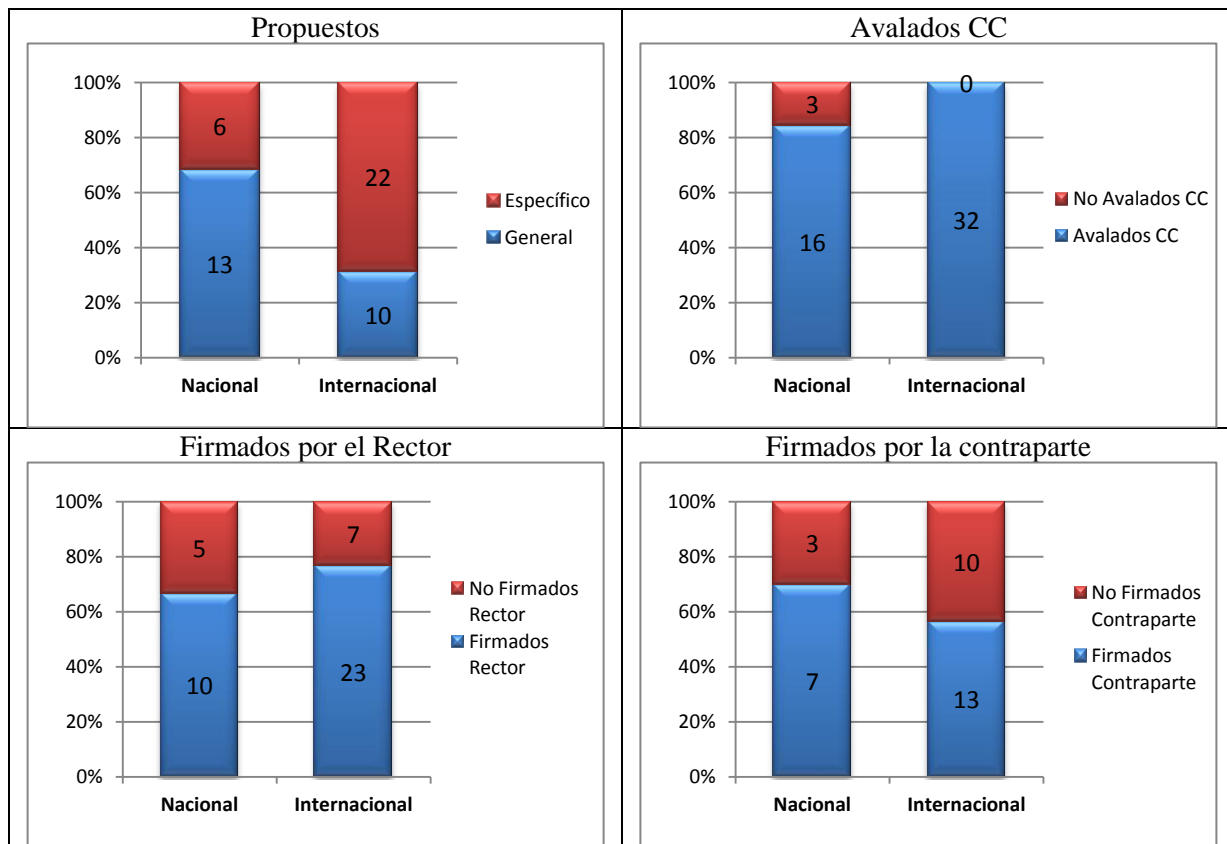 Propuestos
100%
80%
60%
40%
20%
0%
6
13
22
10
Nacional
Internacional
Específico
General
Avalados CC
100%
80%
60%
40%
20%
0%
3
16
0
32
Nacional
Internacional
No Avalados CC
Avalados CC
Firmados por el Rector
100%
80%
60%
40%
20%
0%
5
10
7
23
Nacional
Internacional
No Firmados
Rector
Firmados
Rector
Firmados por la contraparte
100%
80%
60%
40%
20%
0%
3
7
10
13
Nacional
Internacional
No Firmados
Contraparte
Firmados
Contraparte